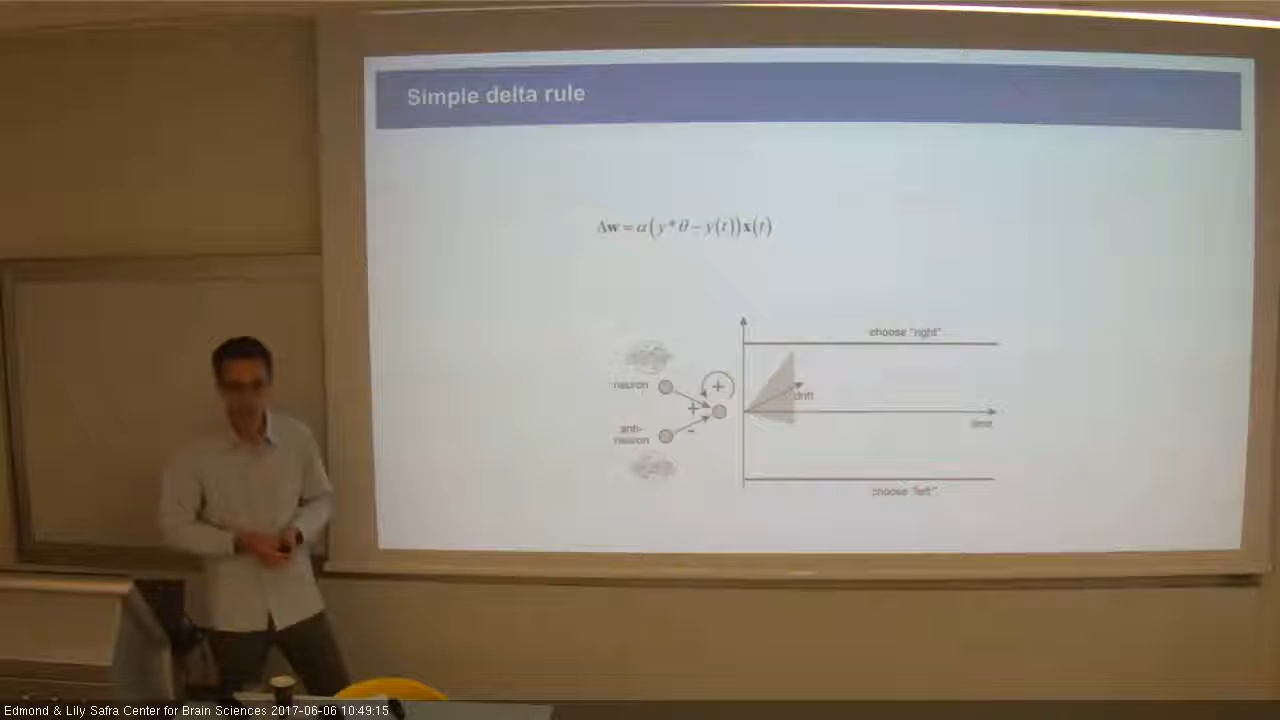 Simple delta rule
Δw = α(y*θ − y(t))x(t)
choose "right"
neuron
+
+
drift
-
anti-
neuron
time
choose "left"
Edmond & Lily Safra Center for Brain Sciences 2017-06-06 10:49:15